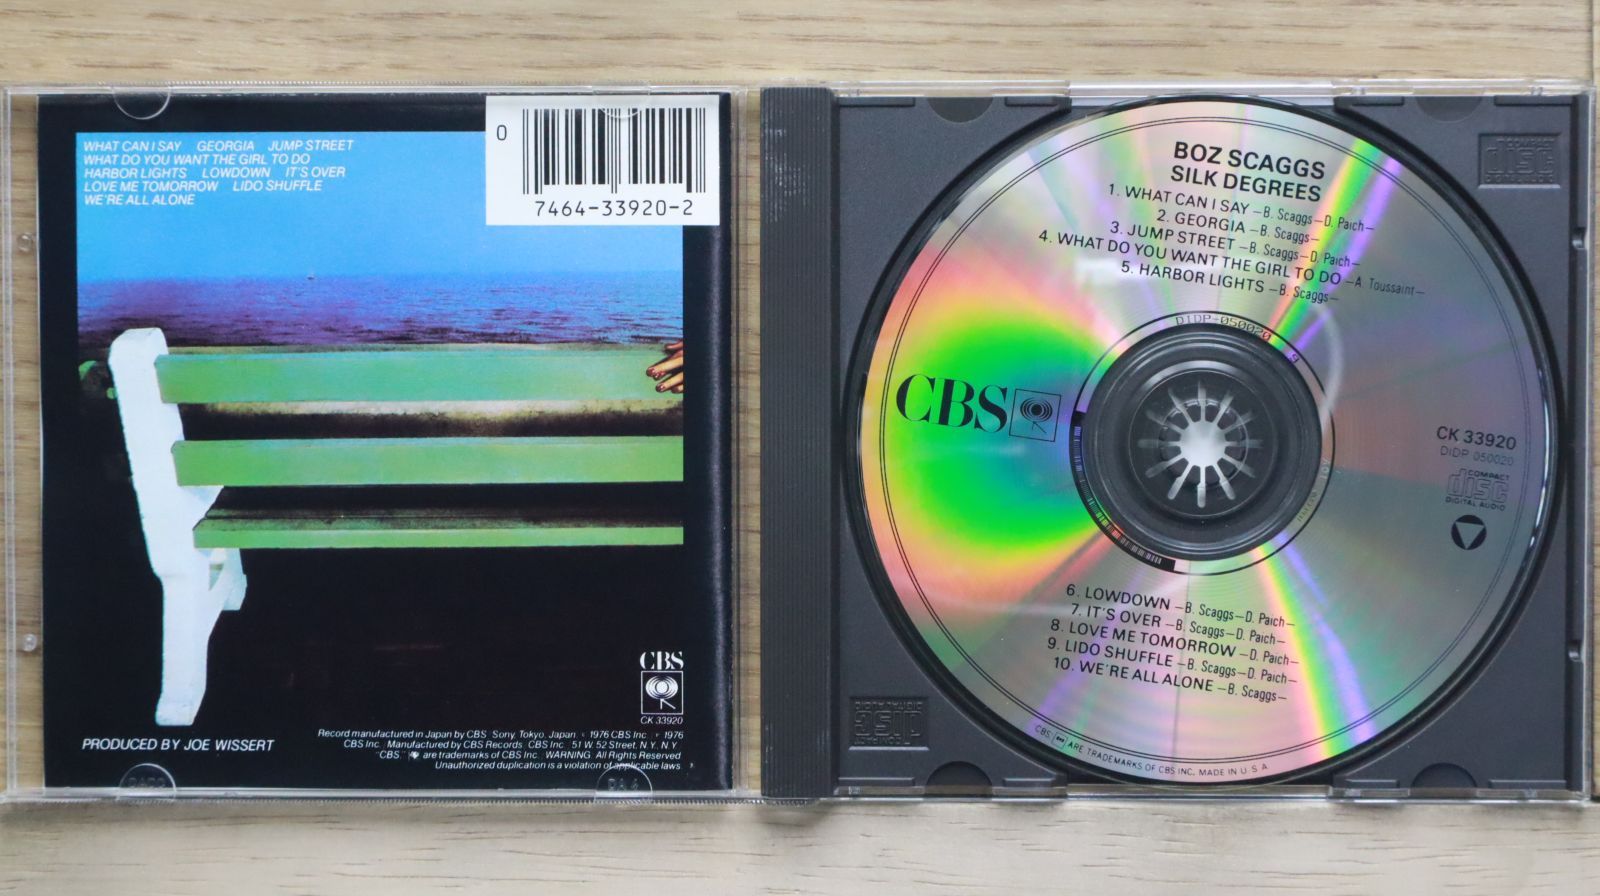 WHAT CAN I SAY GEORGIA JUMP STREET
WHAT DO YOU WANT THE GIRL TO DO
HARBOR LIGHTS LOWDOWN IT'S OVER
LOVE ME TOMORROW LIDO SHUFFLE
WE'RE ALL ALONE
0
7464-33920-2
CBS
CK 33920
PRODUCED BY JOE WISSERT
Record manufactured in Japan by CBS Sony, Tokyo, Japan. 1976 CBS Inc. 1976
CBS Inc. Manufactured by CBS Records CBS Inc. 51 W. 52 Street, N.Y. N.Y.
"CBS." are trademarks of CBS Inc. WARNING: All Rights Reserved
Unauthorized duplication is a violation of applicable laws.
BOZ SCAGGS
SILK DEGREES
1. WHAT CAN I SAY –B. Scaggs–D. Paich–
2. GEORGIA –B. Scaggs–
3. JUMP STREET –B. Scaggs–D. Paich–
4. WHAT DO YOU WANT THE GIRL TO DO –A. Toussaint–
5. HARBOR LIGHTS –B. Scaggs–
DIDP-050020 9
CBS
CK 33920
DIDP 050020
COMPACT
disc
DIGITAL AUDIO
6. LOWDOWN –B. Scaggs–D. Paich–
7. IT'S OVER –B. Scaggs–D. Paich–
8. LOVE ME TOMORROW –D. Paich–
9. LIDO SHUFFLE –B. Scaggs–D. Paich–
10. WE'RE ALL ALONE –B. Scaggs–
CBS, ARE TRADEMARKS OF CBS INC. MADE IN U.S.A.
COMPACT
disc
DIGITAL AUDIO